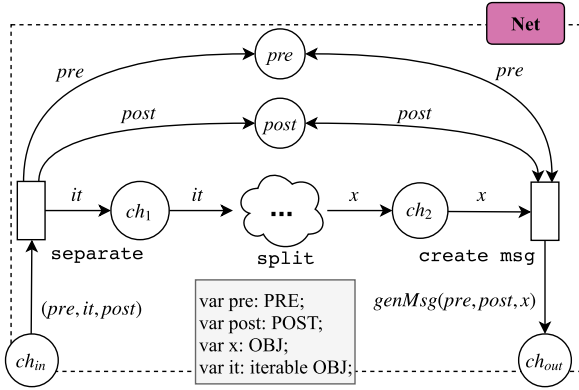 Net
pre
pre
pre
post
post
post
it
ch1
it
...
x
ch2
x
separate
split
create msg
(pre, it, post)
genMsg(pre, post, x)
var pre: PRE;
var post: POST;
var x: OBJ;
var it: iterable OBJ;
chin
chout